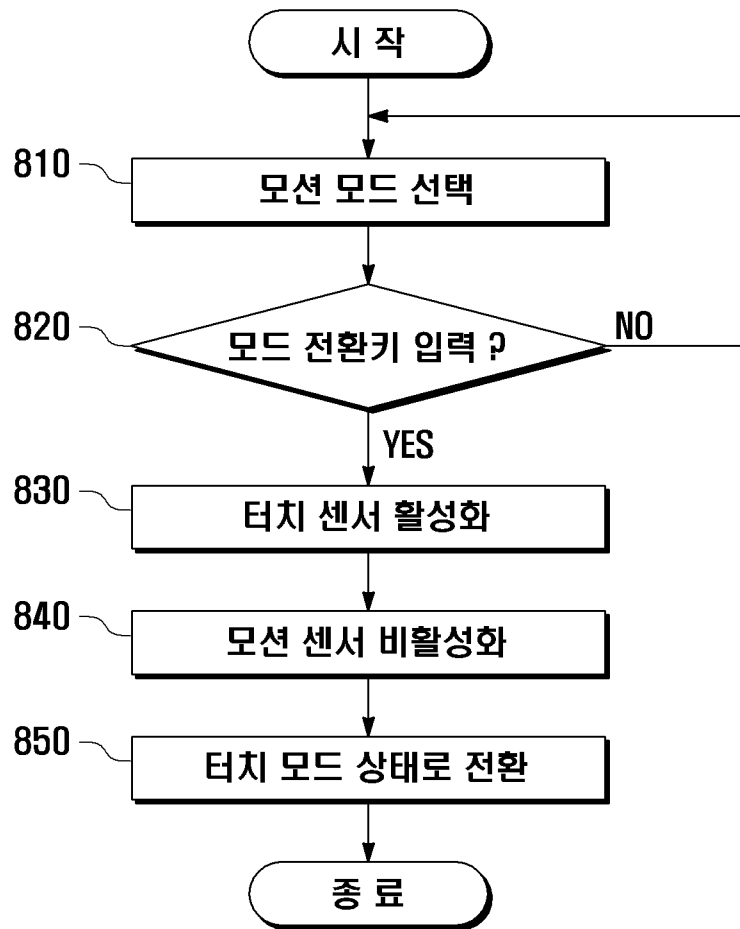 시 작
810
모션 모드 선택
820
모드 전환키 입력 ?
NO
YES
830
터치 센서 활성화
840
모션 센서 비활성화
850
터치 모드 상태로 전환
종 료